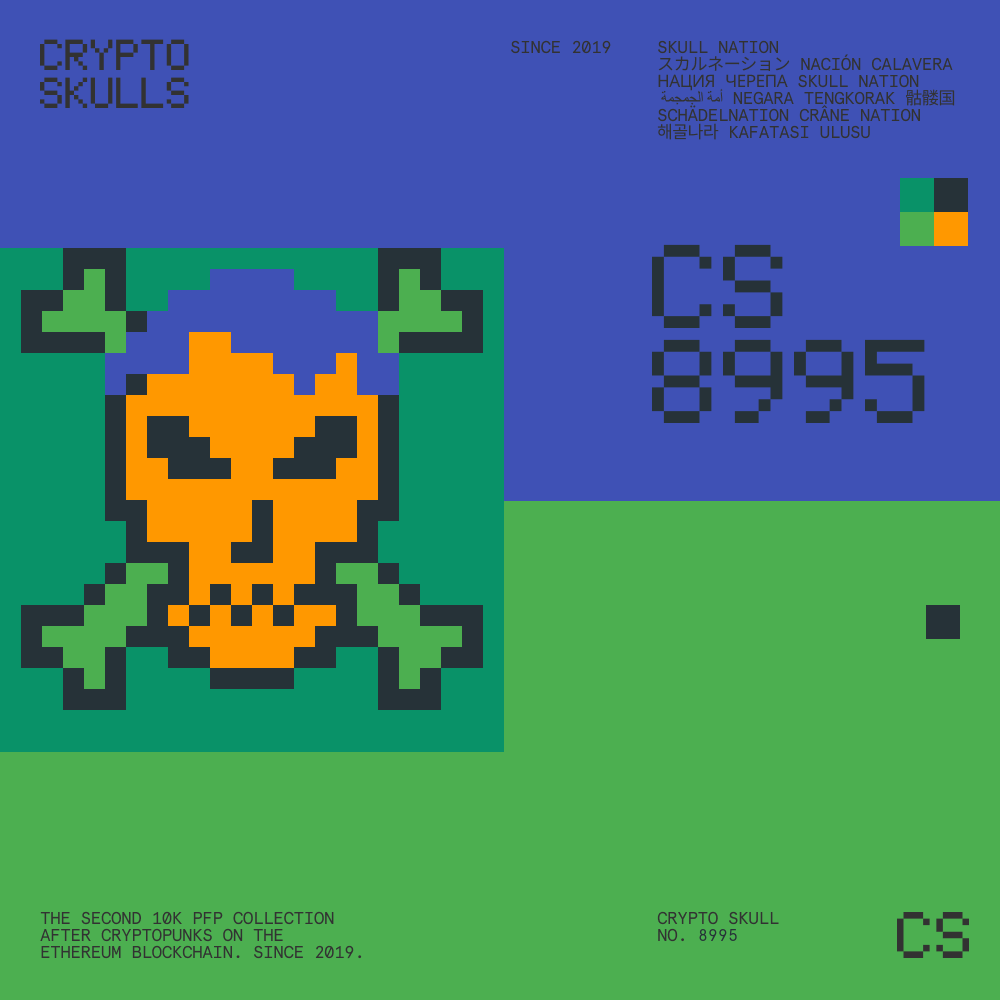 CRYPTO
SKULLS
SINCE 2019
SKULL NATION
スカルネーション NACIÓN CALAVERA
НАЦИЯ ЧЕРЕПА SKULL NATION
أمة الجمجمة NEGARA TENGKORAK 骷髅国
SCHÄDELNATION CRÂNE NATION
해골나라 KAFATASI ULUSU
CS
8995
THE SECOND 10K PFP COLLECTION
AFTER CRYPTOPUNKS ON THE
ETHEREUM BLOCKCHAIN. SINCE 2019.
CRYPTO SKULL
NO. 8995
CS